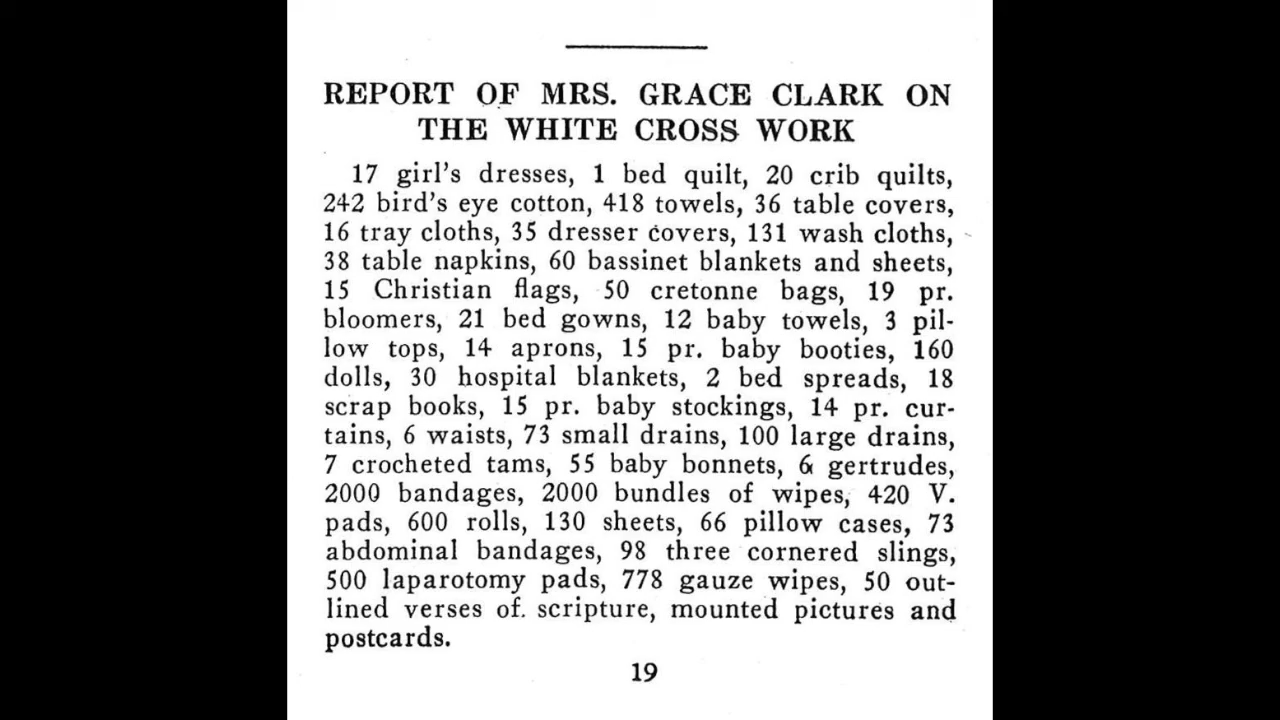 REPORT OF MRS. GRACE CLARK ON
THE WHITE CROSS WORK
17 girl's dresses, 1 bed quilt, 20 crib quilts,
242 bird's eye cotton, 418 towels, 36 table covers,
16 tray cloths, 35 dresser covers, 131 wash cloths,
38 table napkins, 60 bassinet blankets and sheets,
15 Christian flags, 50 cretonne bags, 19 pr.
bloomers, 21 bed gowns, 12 baby towels, 3 pil-
low tops, 14 aprons, 15 pr. baby booties, 160
dolls, 30 hospital blankets, 2 bed spreads, 18
scrap books, 15 pr. baby stockings, 14 pr. cur-
tains, 6 waists, 73 small drains, 100 large drains,
7 crocheted tams, 55 baby bonnets, 6 gertrudes,
2000 bandages, 2000 bundles of wipes, 420 V.
pads, 600 rolls, 130 sheets, 66 pillow cases, 73
abdominal bandages, 98 three cornered slings,
500 laparotomy pads, 778 gauze wipes, 50 out-
lined verses of. scripture, mounted pictures and
postcards.
19